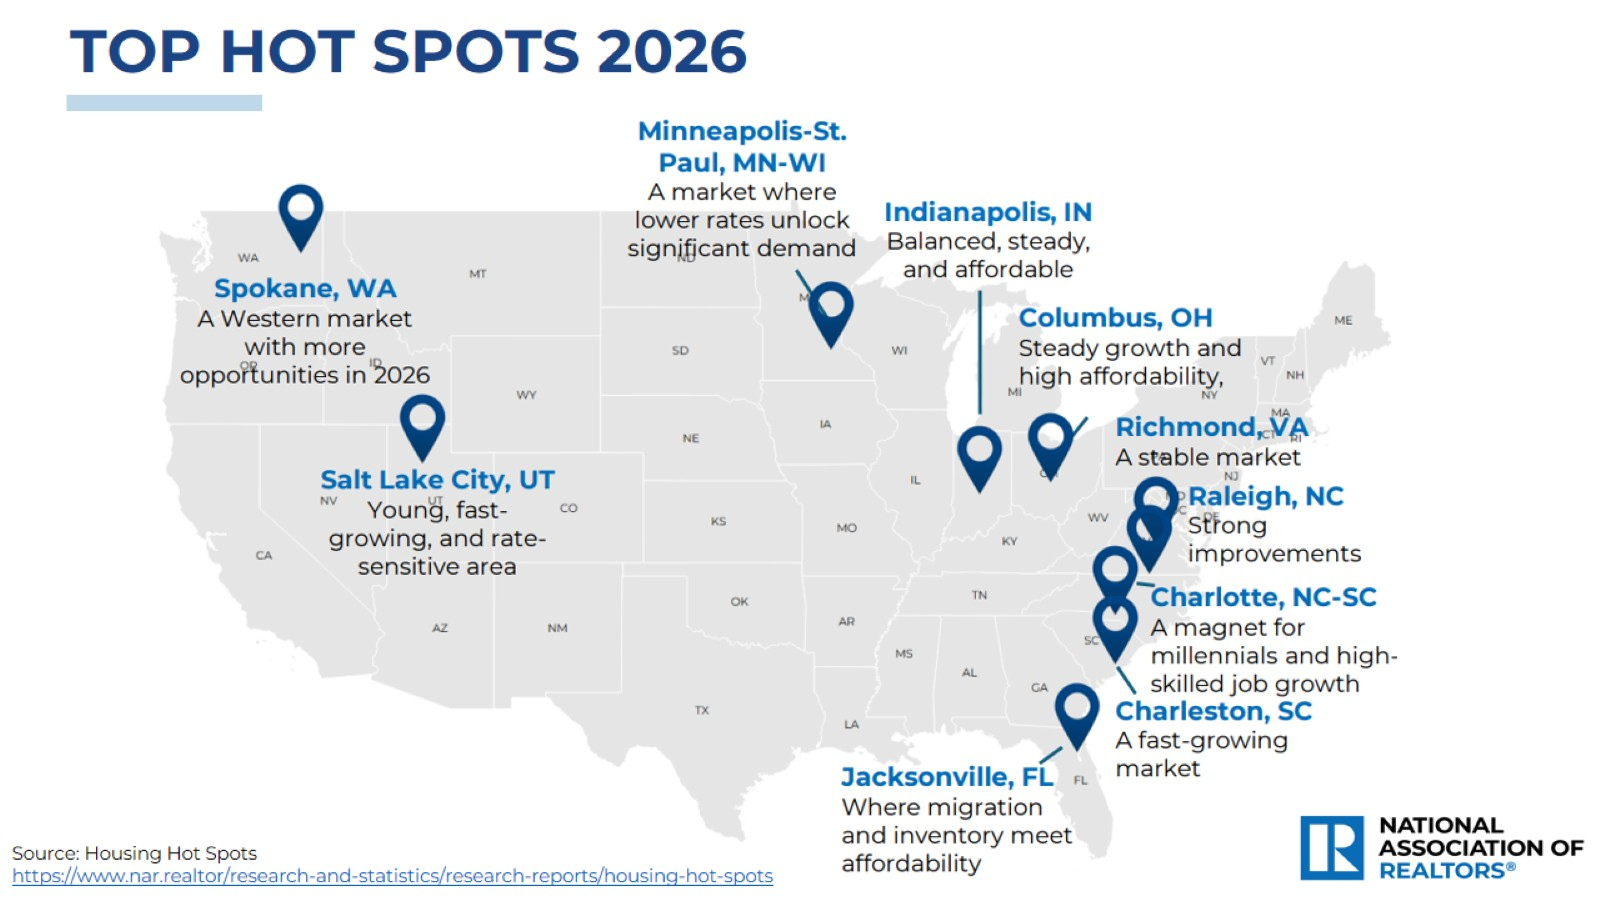 TOP HOT SPOTS 2026
Minneapolis-St.
Paul, MN-WI
A market where
lower rates unlock
significant demand
Indianapolis, IN
Balanced, steady,
and affordable
Spokane, WA
A Western market
with more
opportunities in 2026
Columbus, OH
Steady growth and
high affordability,
Salt Lake City, UT
Young, fast-
growing, and rate-
sensitive area
Richmond, VA
A stable market
Raleigh, NC
Strong
improvements
Charlotte, NC-SC
A magnet for
millennials and high-
skilled job growth
Charleston, SC
A fast-growing
market
Jacksonville, FL
Where migration
and inventory meet
affordability
WA
MT
ND
OR
ID
SD
WY
WI
MI
ME
VT
NH
NY
MA
CT
RI
NJ
DE
NV
UT
CO
NE
IA
IL
KS
MO
KY
WV
CA
AZ
NM
OK
AR
TN
SC
MS
AL
GA
TX
LA
FL
Source: Housing Hot Spots
https://www.nar.realtor/research-and-statistics/research-reports/housing-hot-spots
NATIONAL
ASSOCIATION OF
REALTORS®